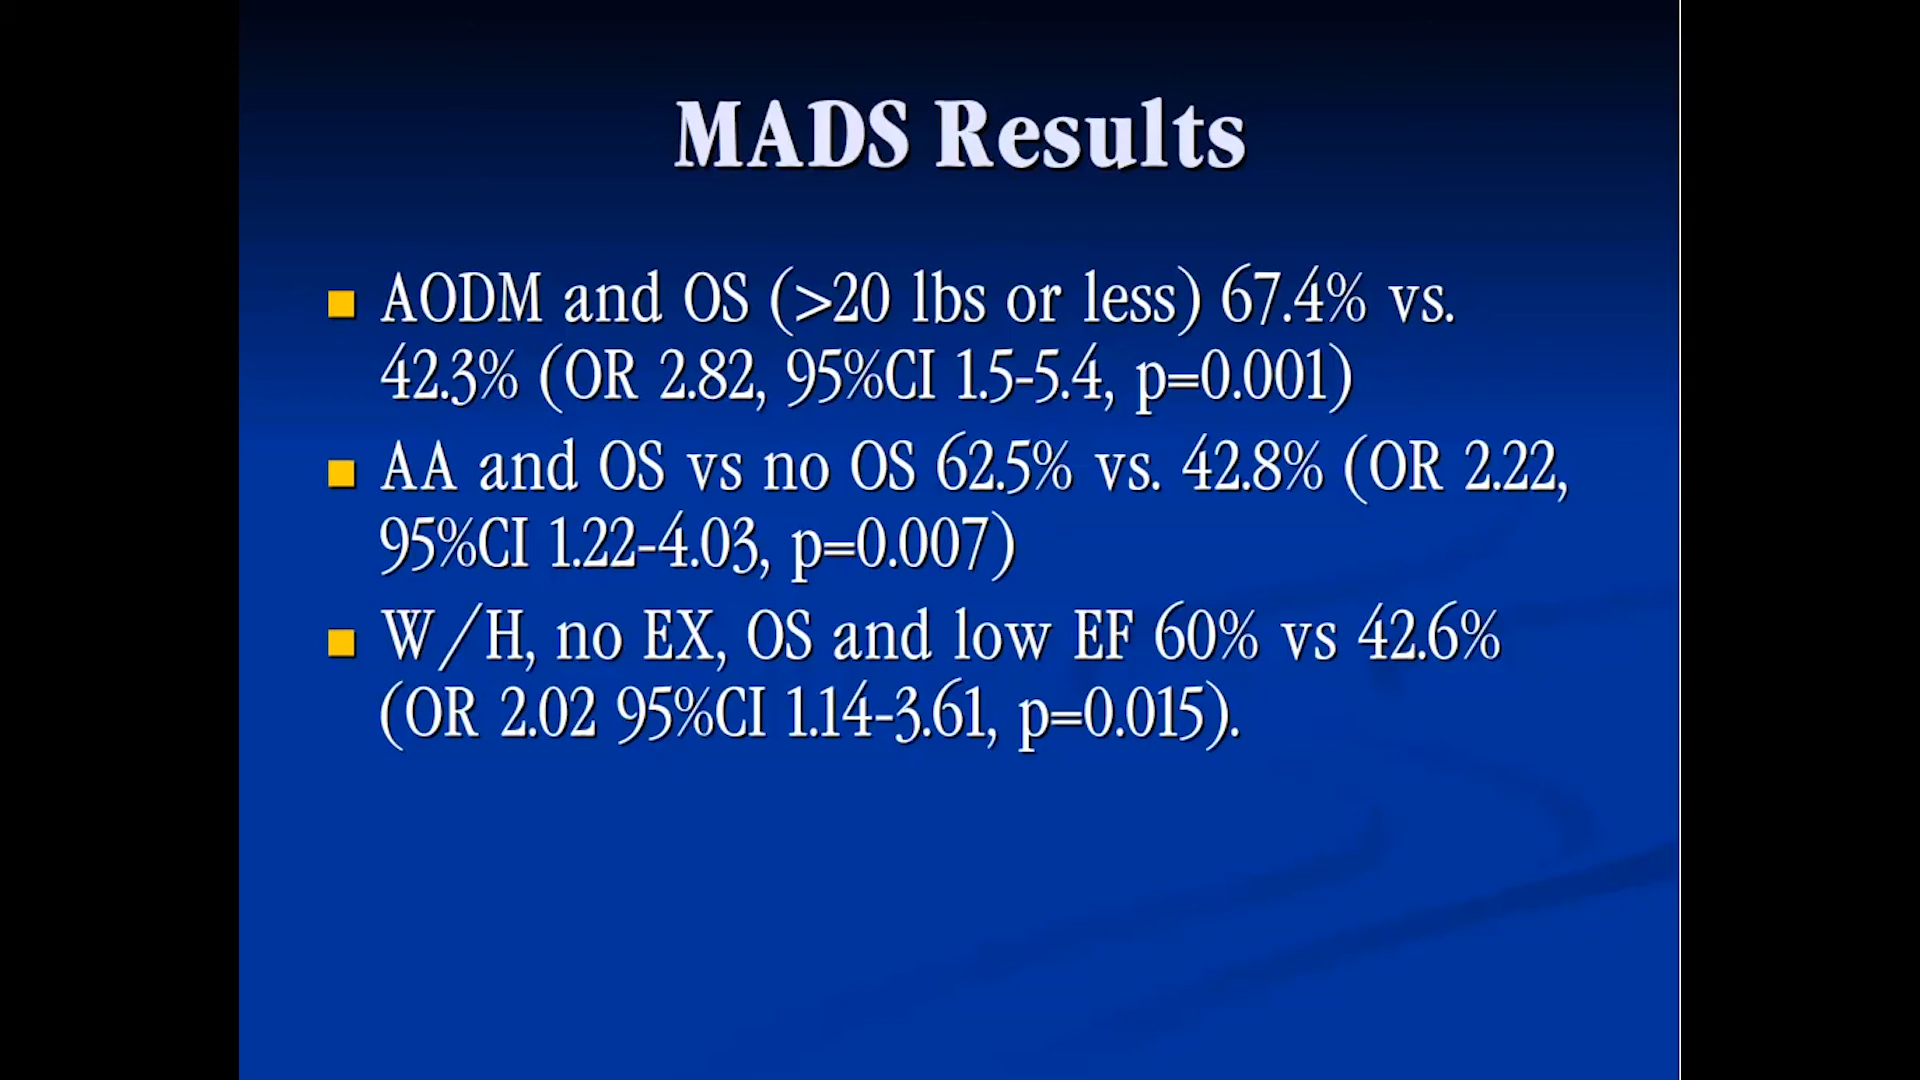 MADS Results
AODM and OS (>20 lbs or less) 67.4% vs.
42.3% (OR 2.82, 95%CI 1.5-5.4, p=0.001)
AA and OS vs no OS 62.5% vs. 42.8% (OR 2.22,
95%CI 1.22-4.03, p=0.007)
W/H, no EX, OS and low EF 60% vs 42.6%
(OR 2.02 95%CI 1.14-3.61, p=0.015).